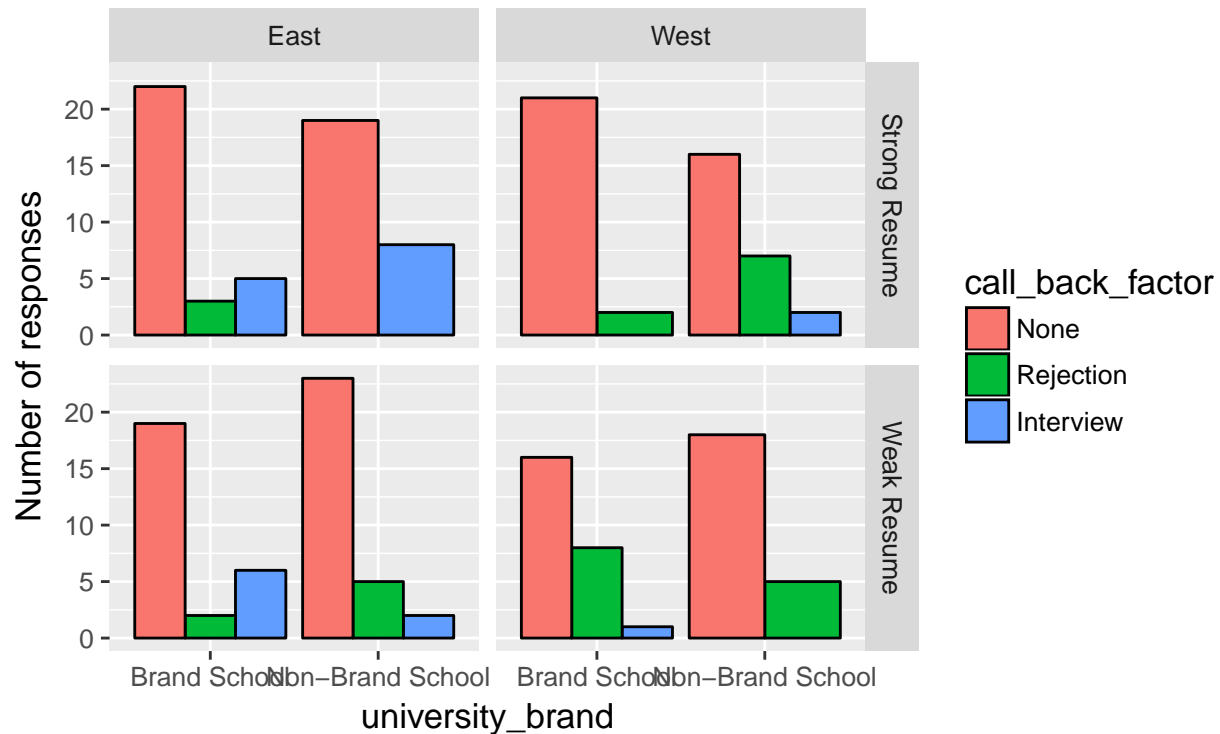 East
West
Number of responses
20
15
10
5
0
Strong Resume
20
15
10
5
0
Weak Resume
Brand School
Non−Brand School
Brand School
Non−Brand School
university_brand
call_back_factor
None
Rejection
Interview